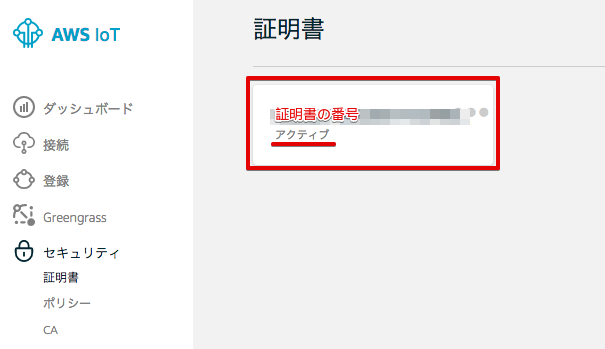 AWS IoT
証明書
ダッシュボード
接続
登録
Greengrass
セキュリティ
証明書
ポリシー
CA
証明書の番号
アクティブ